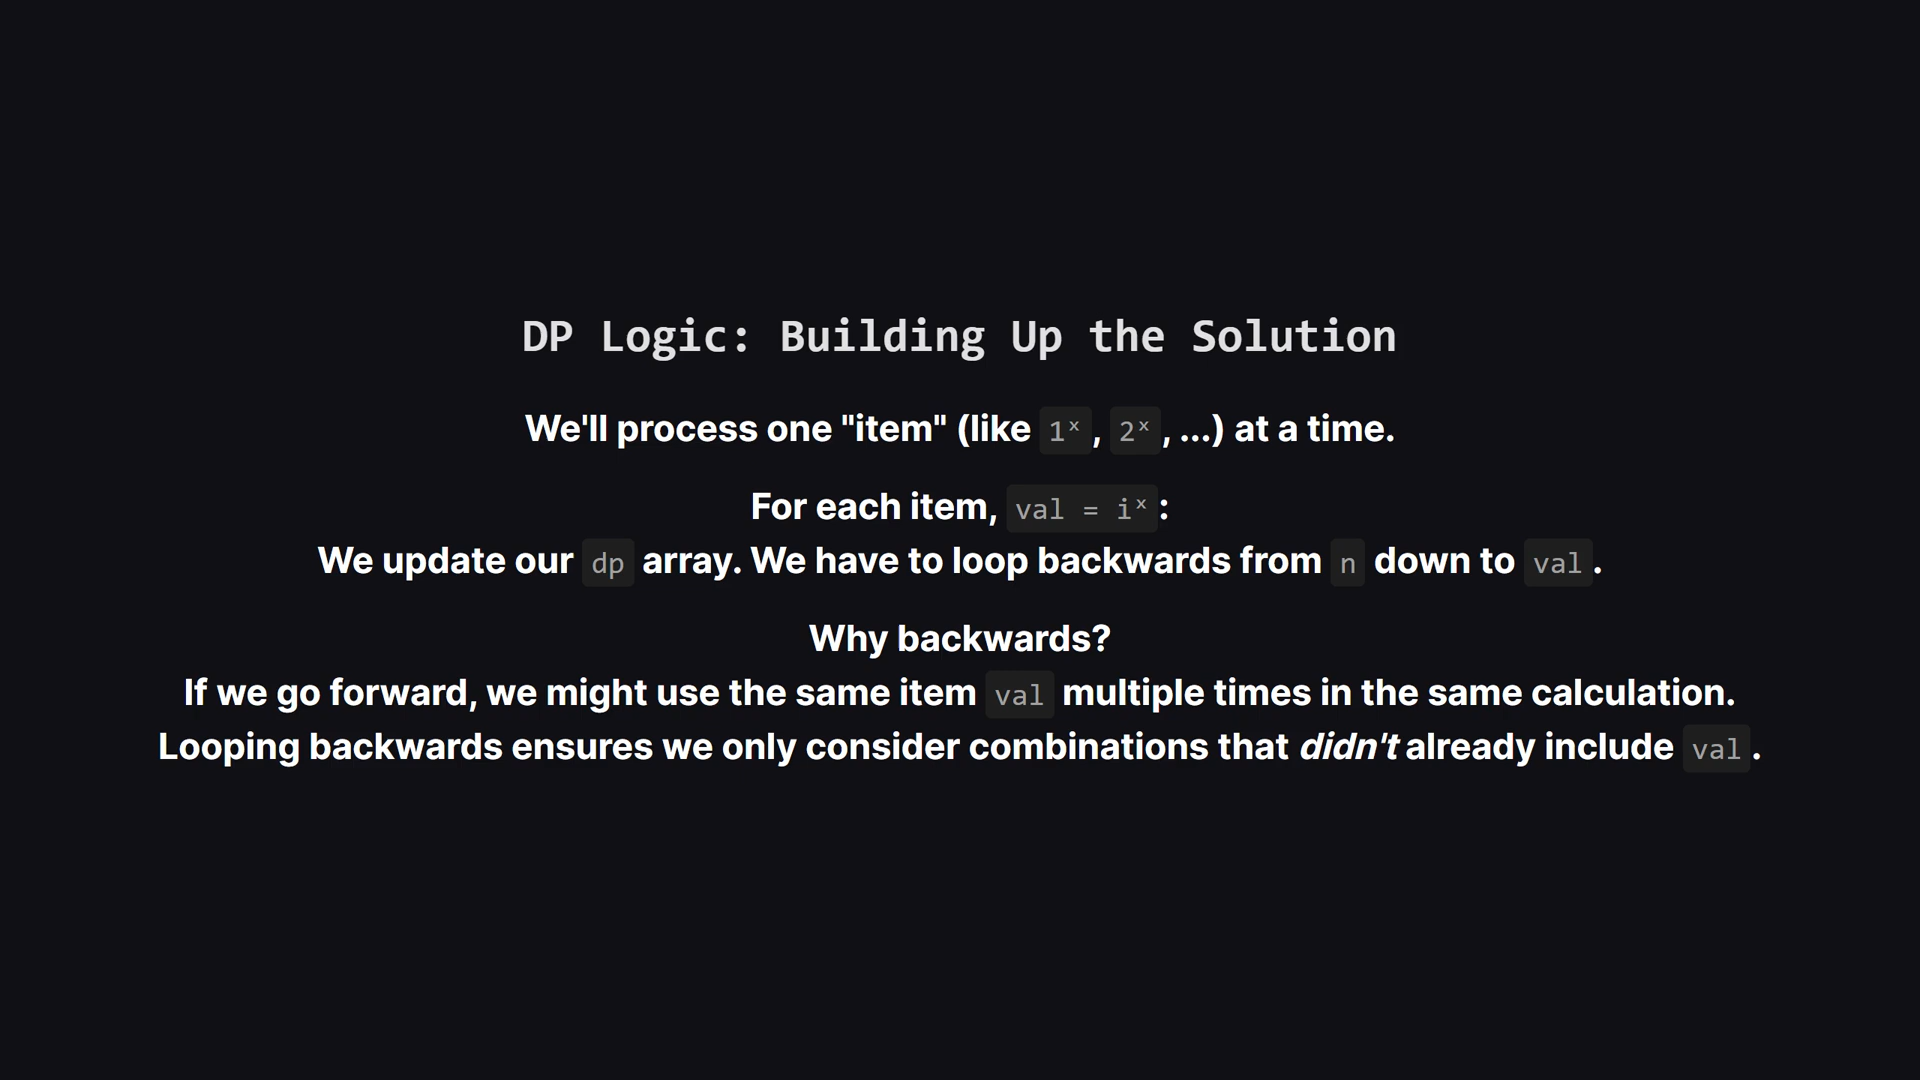 DP Logic: Building Up the Solution
We'll process one "item" (like 1ˣ, 2ˣ, ...) at a time.
For each item, val = iˣ:
We update our dp array. We have to loop backwards from n down to val.
Why backwards?
If we go forward, we might use the same item val multiple times in the same calculation.
Looping backwards ensures we only consider combinations that didn't already include val.